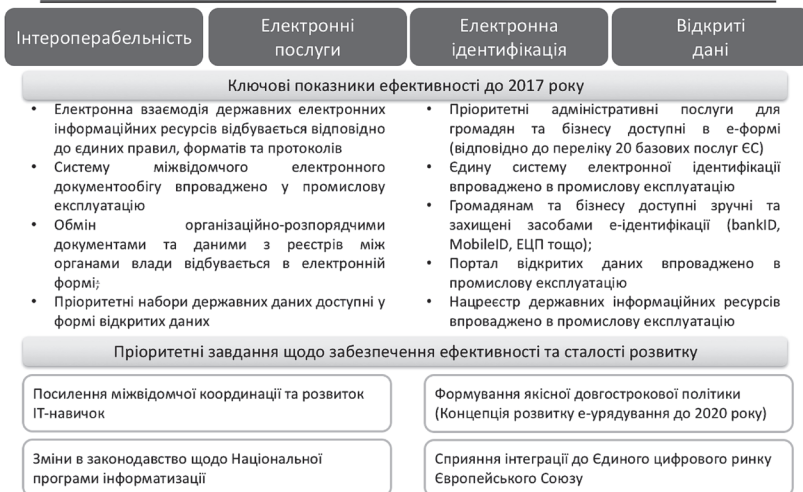 Інтероперабельність
Електронні
послуги
Електронна
ідентифікація
Відкриті
дані
Ключові показники ефективності до 2017 року
• Електронна взаємодія державних електронних
інформаційних ресурсів відбувається відповідно
до єдиних правил, форматів та протоколів
• Систему міжвідомчого електронного
документообігу впроваджено у промислову
експлуатацію
• Обмін організаційно-розпорядчими
документами та даними з реєстрів між
органами влади відбувається в електронній
формі;
• Пріоритетні набори державних даних доступні у
формі відкритих даних
• Пріоритетні адміністративні послуги для
громадян та бізнесу доступні в е-формі
(відповідно до переліку 20 базових послуг ЄС)
• Єдину систему електронної ідентифікації
впроваджено в промислову експлуатацію
• Громадянам та бізнесу доступні зручні та
захищені засобами е-ідентифікації (bankID,
MobileID, ЕЦП тощо);
• Портал відкритих даних впроваджено в
промислову експлуатацію
• Нацреєстр державних інформаційних ресурсів
впроваджено в промислову експлуатацію
Пріоритетні завдання щодо забезпечення ефективності та сталості розвитку
Посилення міжвідомчої координації та розвиток
ІТ-навичок
Формування якісної довгострокової політики
(Концепція розвитку е-урядування до 2020 року)
Зміни в законодавство щодо Національної
програми інформатизації
Сприяння інтеграції до Єдиного цифрового ринку
Європейського Союзу